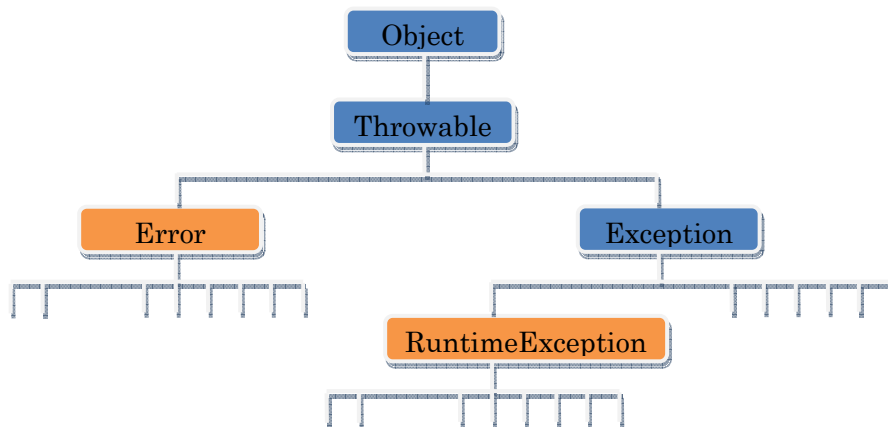 Object
Throwable
Error
Exception
RuntimeException